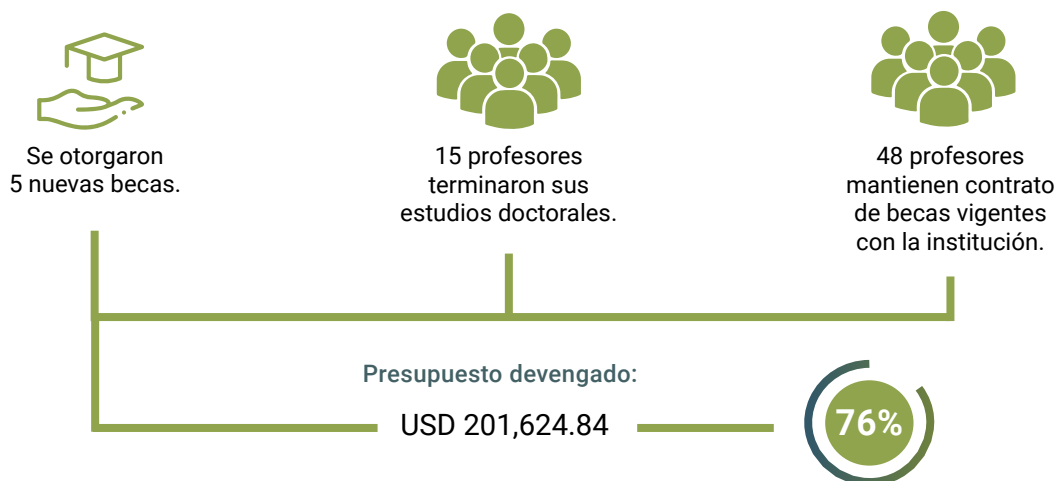 Se otorgaron
5 nuevas becas.
15 profesores
terminaron sus
estudios doctorales.
48 profesores
mantienen contrato
de becas vigentes
con la institución.
Presupuesto devengado:
USD 201,624.84
76%